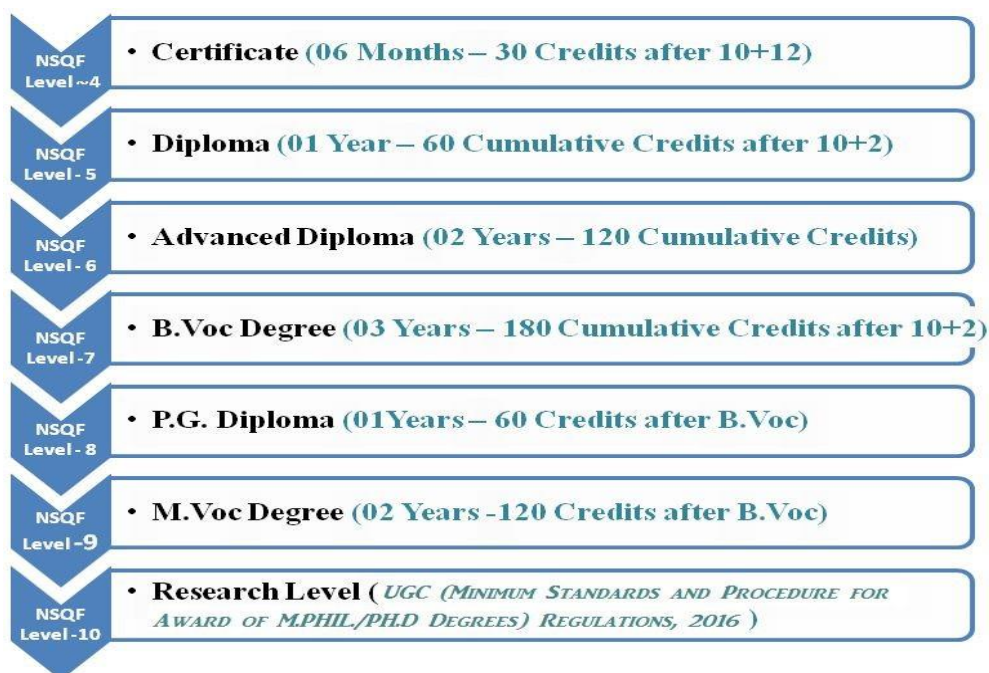 NSQF
Level~4
• Certificate (06 Months – 30 Credits after 10+12)
NSQF
Level - 5
• Diploma (01 Year – 60 Cumulative Credits after 10+2)
NSQF
Level - 6
• Advanced Diploma (02 Years – 120 Cumulative Credits)
NSQF
Level -7
• B.Voc Degree (03 Years – 180 Cumulative Credits after 10+2)
NSQF
Level - 8
• P.G. Diploma (01Years – 60 Credits after B.Voc)
NSQF
Level -9
• M.Voc Degree (02 Years -120 Credits after B.Voc)
NSQF
Level -10
• Research Level ( UGC (MINIMUM STANDARDS AND PROCEDURE FOR
AWARD OF M.PHIL./PH.D DEGREES) REGULATIONS, 2016 )